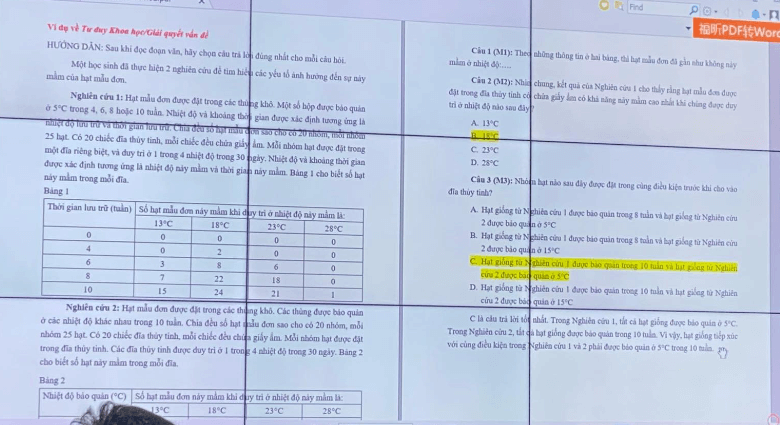 Find
福昕PDF转Word
Ví dụ về Tư duy Khoa học/Giải quyết vấn đề
HƯỚNG DẪN: Sau khi đọc đoạn văn, hãy chọn câu trả lời đúng nhất cho mỗi câu hỏi.
Một học sinh đã thực hiện 2 nghiên cứu để tìm hiểu các yếu tố ảnh hưởng đến sự nảy
mầm của hạt mẫu đơn.
Nghiên cứu 1: Hạt mẫu đơn được đặt trong các thùng khô. Một số hộp được bảo quản
ở 5°C trong 4, 6, 8 hoặc 10 tuần. Nhiệt độ và khoảng thời gian được xác định tương ứng là
nhiệt độ lưu trữ và thời gian lưu trữ. Chia đều số hạt mẫu đơn sao cho có 20 nhóm, mỗi nhóm
25 hạt. Có 20 chiếc đĩa thủy tinh, mỗi chiếc đều chứa giấy ẩm. Mỗi nhóm hạt được đặt trong
một đĩa riêng biệt, và duy trì ở 1 trong 4 nhiệt độ trong 30 ngày. Nhiệt độ và khoảng thời gian
được xác định tương ứng là nhiệt độ nảy mầm và thời gian nảy mầm. Bảng 1 cho biết số hạt
nảy mầm trong mỗi đĩa.
Bảng 1
Thời gian lưu trữ (tuần) Số hạt mẫu đơn nảy mầm khi duy trì ở nhiệt độ nảy mầm là:
13°C 18°C 23°C 28°C
0 0 0 0 0
4 0 2 0 0
6 3 8 6 0
8 7 22 18 0
10 15 24 21 1
Nghiên cứu 2: Hạt mẫu đơn được đặt trong các thùng khô. Các thùng được bảo quản
ở các nhiệt độ khác nhau trong 10 tuần. Chia đều số hạt mẫu đơn sao cho có 20 nhóm, mỗi
nhóm 25 hạt. Có 20 chiếc đĩa thủy tinh, mỗi chiếc đều chứa giấy ẩm. Mỗi nhóm hạt được đặt
trong đĩa thủy tinh. Các đĩa thủy tinh được duy trì ở 1 trong 4 nhiệt độ trong 30 ngày. Bảng 2
cho biết số hạt nảy mầm trong mỗi đĩa.
Bảng 2
Nhiệt độ bảo quản (°C) Số hạt mẫu đơn nảy mầm khi duy trì ở nhiệt độ nảy mầm là:
13°C 18°C 23°C 28°C
Câu 1 (M1): Theo những thông tin ở hai bảng, thì hạt mẫu đơn đã gần như không nảy
mầm ở nhiệt độ:....
Câu 2 (M2): Nhìn chung, kết quả của Nghiên cứu 1 cho thấy rằng hạt mẫu đơn được
đặt trong đĩa thủy tinh có chứa giấy ẩm có khả năng nảy mầm cao nhất khi chúng được duy
trì ở nhiệt độ nào sau đây?
A. 13°C
B. 18°C
C. 23°C
D. 28°C
Câu 3 (M3): Nhóm hạt nào sau đây được đặt trong cùng điều kiện trước khi cho vào
đĩa thủy tinh?
A. Hạt giống từ Nghiên cứu 1 được bảo quản trong 8 tuần và hạt giống từ Nghiên cứu
2 được bảo quản ở 5°C
B. Hạt giống từ Nghiên cứu 1 được bảo quản trong 8 tuần và hạt giống từ Nghiên cứu
2 được bảo quản ở 15°C
C. Hạt giống từ Nghiên cứu 1 được bảo quản trong 10 tuần và hạt giống từ Nghiên
cứu 2 được bảo quản ở 5°C
D. Hạt giống từ Nghiên cứu 1 được bảo quản trong 10 tuần và hạt giống từ Nghiên
cứu 2 được bảo quản ở 15°C
C là câu trả lời tốt nhất. Trong Nghiên cứu 1, tất cả hạt giống được bảo quản ở 5°C.
Trong Nghiên cứu 2, tất cả hạt giống được bảo quản trong 10 tuần. Vì vậy, hạt giống tiếp xúc
với cùng điều kiện trong Nghiên cứu 1 và 2 phải được bảo quản ở 5°C trong 10 tuần.